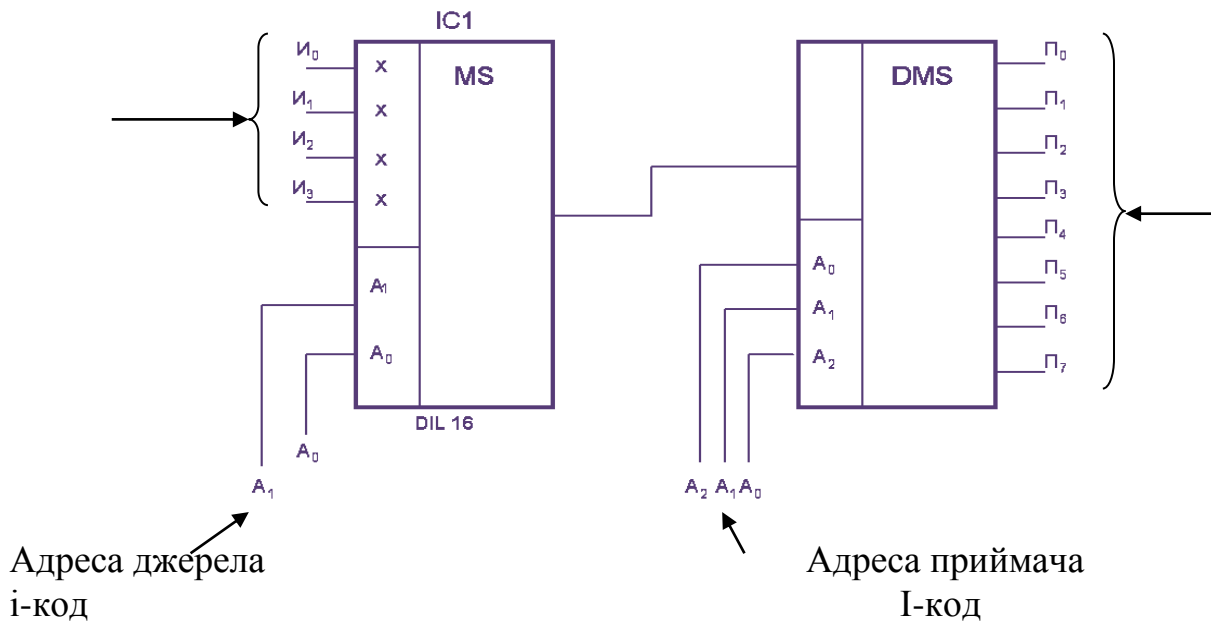 IC1
И₀
И₁
И₂
И₃
X
X
X
X
MS
A₁
A₀
DIL 16
A₀
A₁
DMS
A₀
A₁
A₂
П₀
П₁
П₂
П₃
П₄
П₅
П₆
П₇
A₂ A₁ A₀
Адреса джерела
і-код
Адреса приймача
І-код